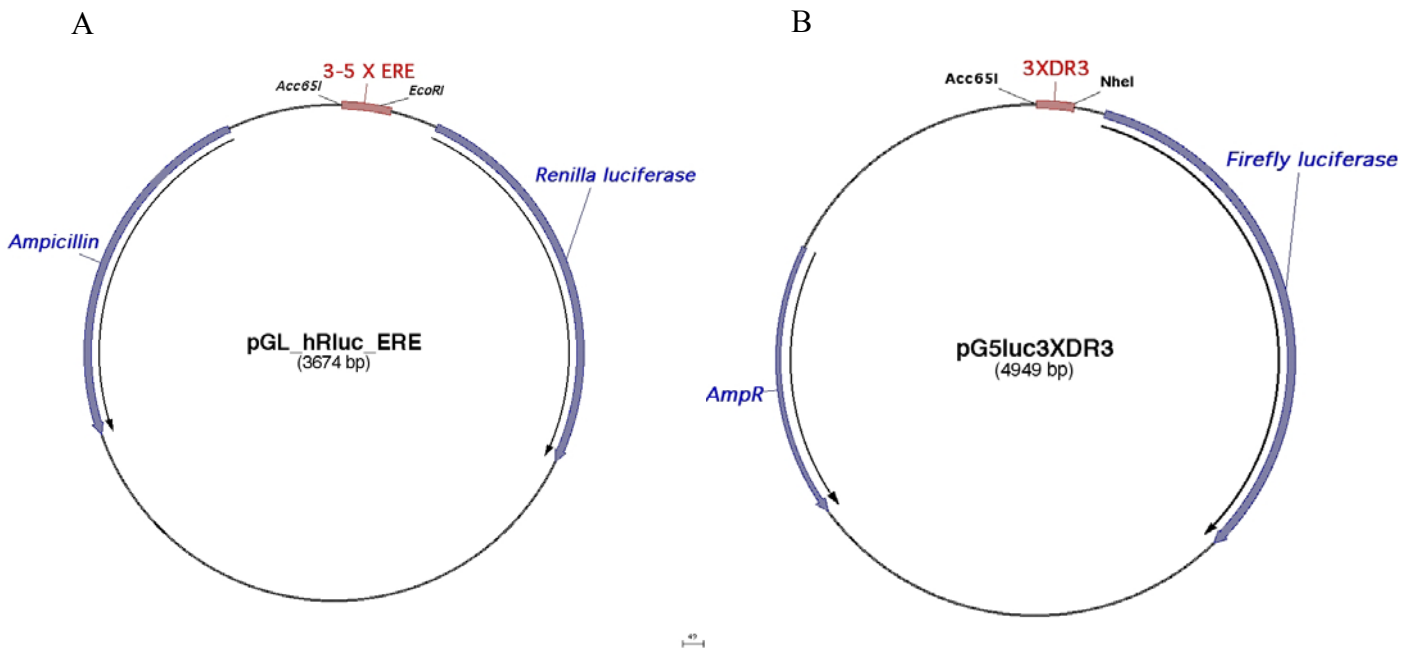 A
3-5 X ERE
Acc65I
EcoRI
Renilla luciferase
Ampicillin
pGL_hRluc_ERE
(3674 bp)
B
3XDR3
Acc65I
NheI
Firefly luciferase
AmpR
pG5luc3XDR3
(4949 bp)
49